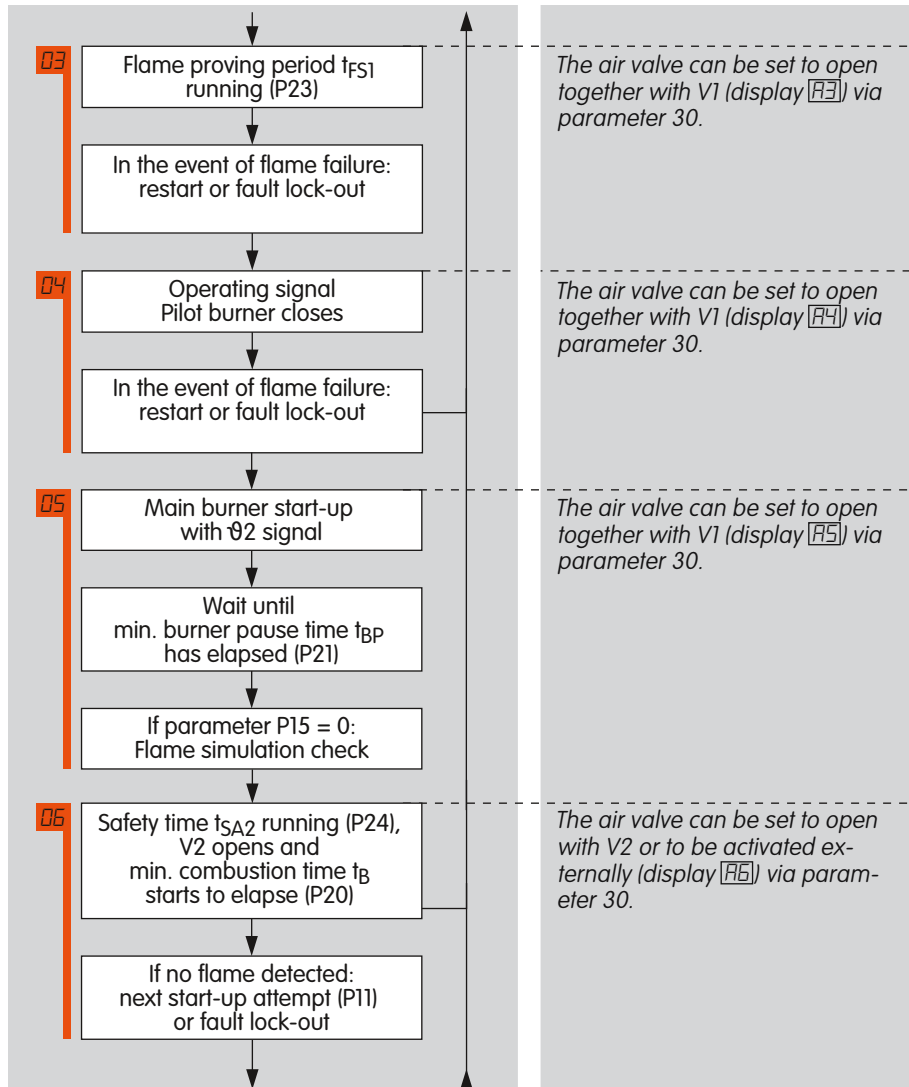 03
Flame proving period tFS1
running (P23)
The air valve can be set to open
together with V1 (display A3) via
parameter 30.
In the event of flame failure:
restart or fault lock-out
04
Operating signal
Pilot burner closes
The air valve can be set to open
together with V1 (display A4) via
parameter 30.
In the event of flame failure:
restart or fault lock-out
05
Main burner start-up
with ϑ2 signal
The air valve can be set to open
together with V1 (display A5) via
parameter 30.
Wait until
min. burner pause time tBP
has elapsed (P21)
If parameter P15 = 0:
Flame simulation check
06
Safety time tSA2 running (P24),
V2 opens and
min. combustion time tB
starts to elapse (P20)
The air valve can be set to open
with V2 or to be activated ex-
ternally (display A6) via param-
eter 30.
If no flame detected:
next start-up attempt (P11)
or fault lock-out